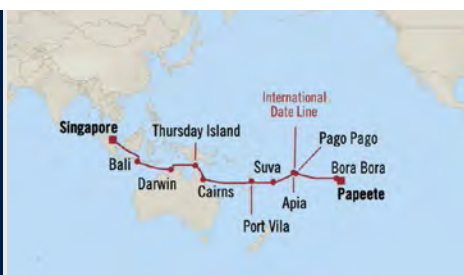 International
Date Line
Singapore
Thursday Island
Pago Pago
Bali
Suva
Bora Bora
Darwin
Cairns
Apia
Papeete
Port Vila